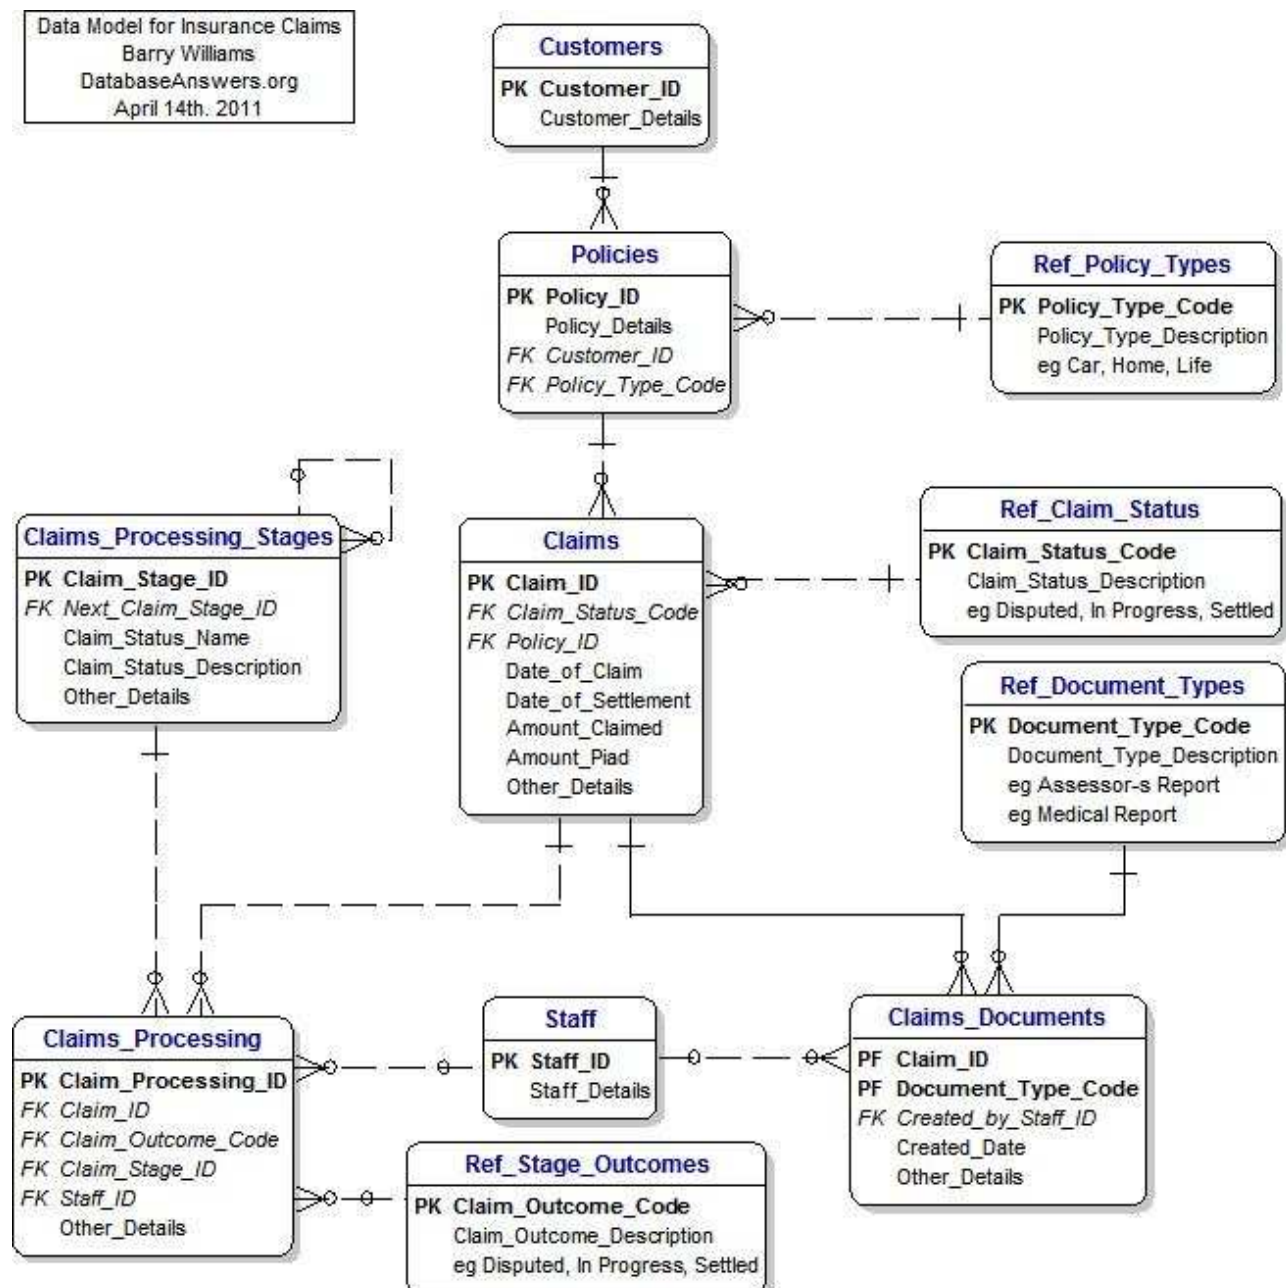 Data Model for Insurance Claims
Barry Williams
DatabaseAnswers.org
April 14th. 2011
Customers
PK Customer_ID
Customer_Details
Policies
PK Policy_ID
Policy_Details
FK Customer_ID
FK Policy_Type_Code
Ref_Policy_Types
PK Policy_Type_Code
Policy_Type_Description
eg Car, Home, Life
Claims_Processing_Stages
PK Claim_Stage_ID
FK Next_Claim_Stage_ID
Claim_Status_Name
Claim_Status_Description
Other_Details
Claims
PK Claim_ID
FK Claim_Status_Code
FK Policy_ID
Date_of_Claim
Date_of_Settlement
Amount_Claimed
Amount_Piad
Other_Details
Ref_Claim_Status
PK Claim_Status_Code
Claim_Status_Description
eg Disputed, In Progress, Settled
Ref_Document_Types
PK Document_Type_Code
Document_Type_Description
eg Assessor-s Report
eg Medical Report
Claims_Processing
PK Claim_Processing_ID
FK Claim_ID
FK Claim_Outcome_Code
FK Claim_Stage_ID
FK Staff_ID
Other_Details
Staff
PK Staff_ID
Staff_Details
Claims_Documents
PF Claim_ID
PF Document_Type_Code
FK Created_by_Staff_ID
Created_Date
Other_Details
Ref_Stage_Outcomes
PK Claim_Outcome_Code
Claim_Outcome_Description
eg Disputed, In Progress, Settled